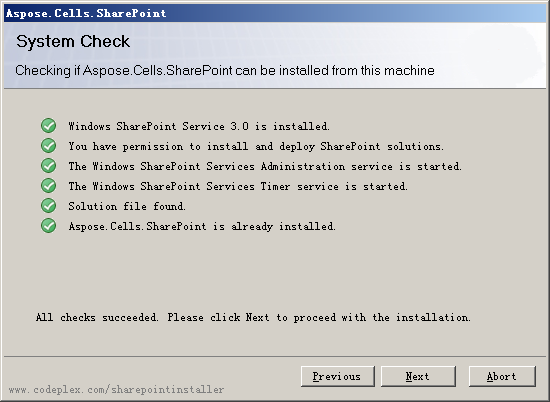 Aspose.Cells.SharePoint
System Check
Checking if Aspose.Cells.SharePoint can be installed from this machine
Windows SharePoint Service 3.0 is installed.
You have permission to install and deploy SharePoint solutions.
The Windows SharePoint Services Administration service is started.
The Windows SharePoint Services Timer service is started.
Solution file found.
Aspose.Cells.SharePoint is already installed.
All checks succeeded. Please click Next to proceed with the installation.
Previous Next Abort
www.codeplex.com/sharepointinstaller